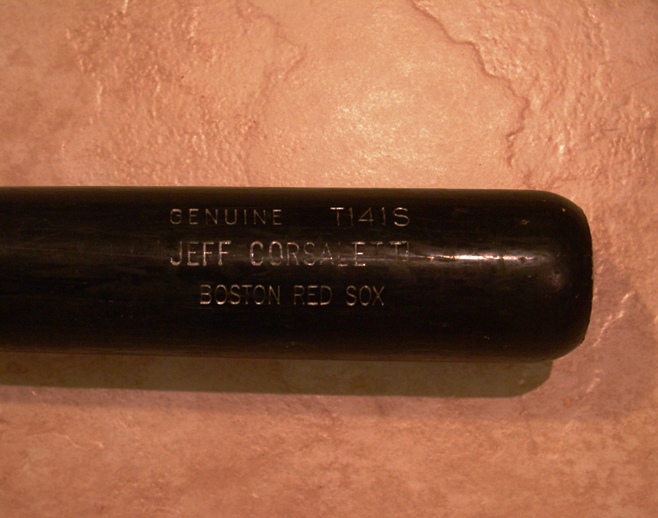 GENUINE T141S
JEFF CORSALETTI
BOSTON RED SOX